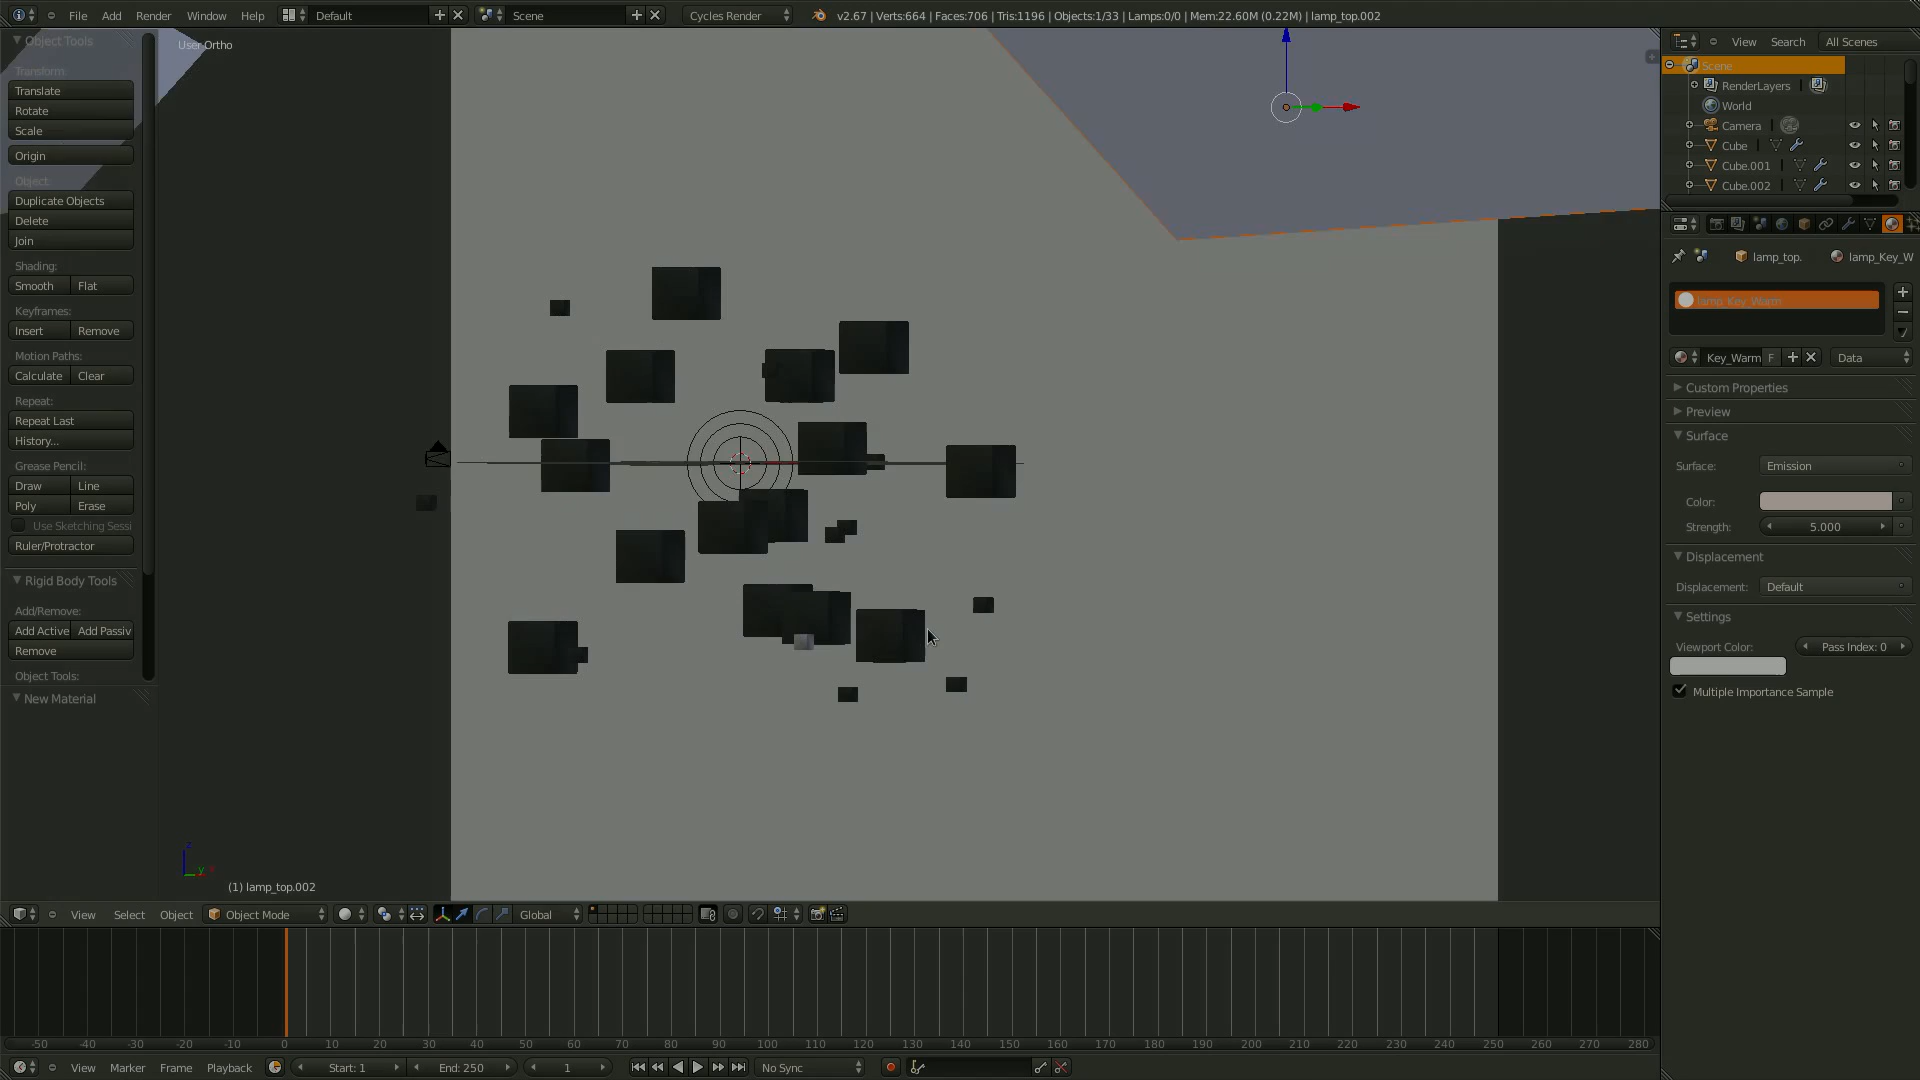 File Add Render Window Help Default Scene Cycles Render v2.67 | Verts:664 | Faces:706 | Tris:1196 | Objects:1/33 | Lamps:0/0 | Mem:22.60M (0.22M) | lamp_top.002
Object Tools
Transform:
Translate
Rotate
Scale
Origin
Object:
Duplicate Objects
Delete
Join
Shading:
Smooth Flat
Keyframes:
Insert Remove
Motion Paths:
Calculate Clear
Repeat:
Repeat Last
History...
Grease Pencil:
Draw Line
Poly Erase
Use Sketching Sessi
Ruler/Protractor
Rigid Body Tools
Add/Remove:
Add Active Add Passiv
Remove
Object Tools:
New Material
User Ortho
z
y
(1) lamp_top.002
View Select Object Object Mode Global
-50 -40 -30 -20 -10 0 10 20 30 40 50 60 70 80 90 100 110 120 130 140 150 160 170 180 190 200 210 220 230 240 250 260 270 280
View Marker Frame Playback Start: 1 End: 250 1 No Sync
View Search All Scenes
Scene
RenderLayers
World
Camera
Cube
Cube.001
Cube.002
lamp_top. lamp_Key_W
lamp_Key_Warm
Key_Warm F Data
Custom Properties
Preview
Surface
Surface: Emission
Color:
Strength: 5.000
Displacement
Displacement: Default
Settings
Viewport Color: Pass Index: 0
Multiple Importance Sample